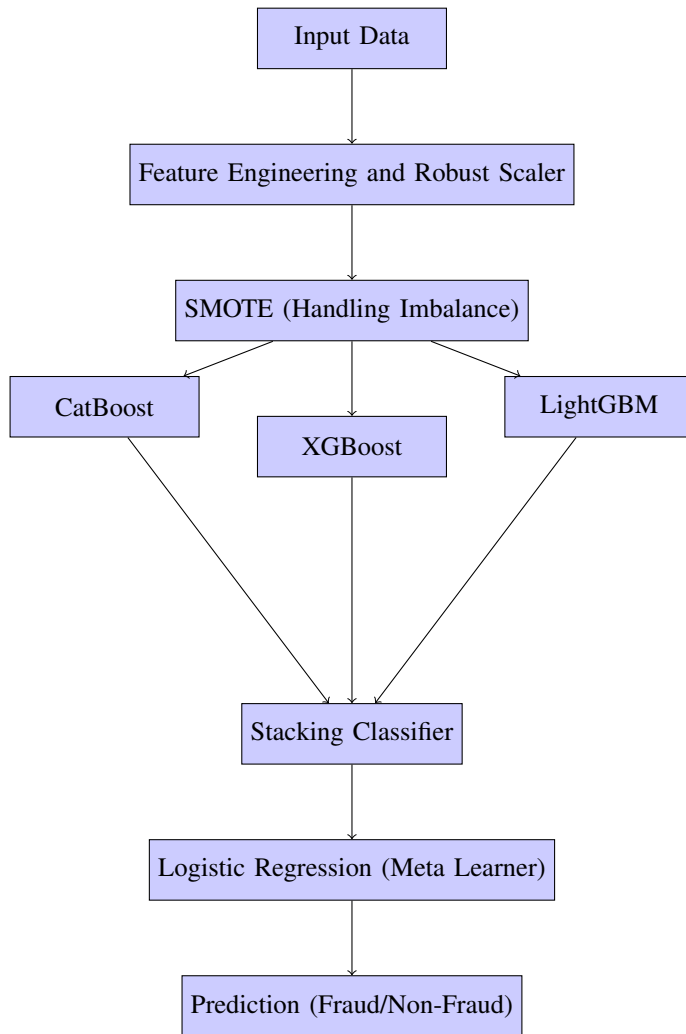 Input Data
Feature Engineering and Robust Scaler
SMOTE (Handling Imbalance)
CatBoost
XGBoost
LightGBM
Stacking Classifier
Logistic Regression (Meta Learner)
Prediction (Fraud/Non-Fraud)